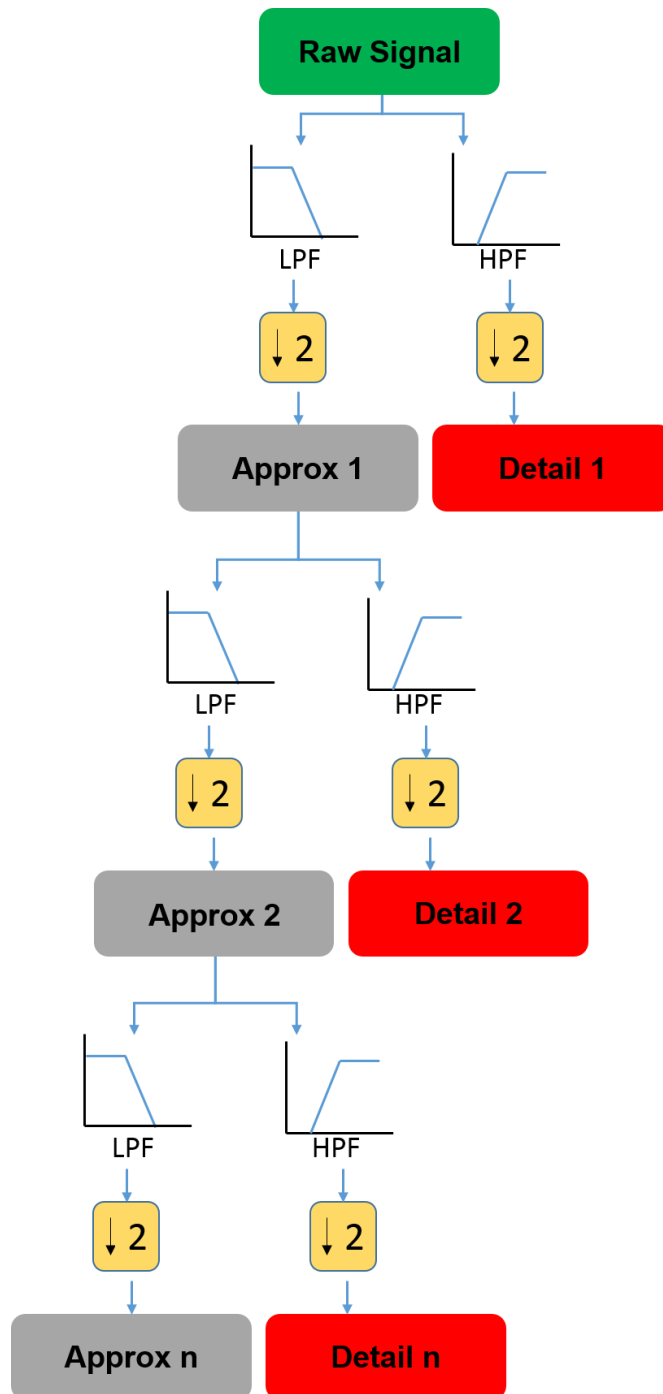 Raw Signal
LPF
HPF
↓ 2
↓ 2
Approx 1
Detail 1
LPF
HPF
↓ 2
↓ 2
Approx 2
Detail 2
LPF
HPF
↓ 2
↓ 2
Approx n
Detail n